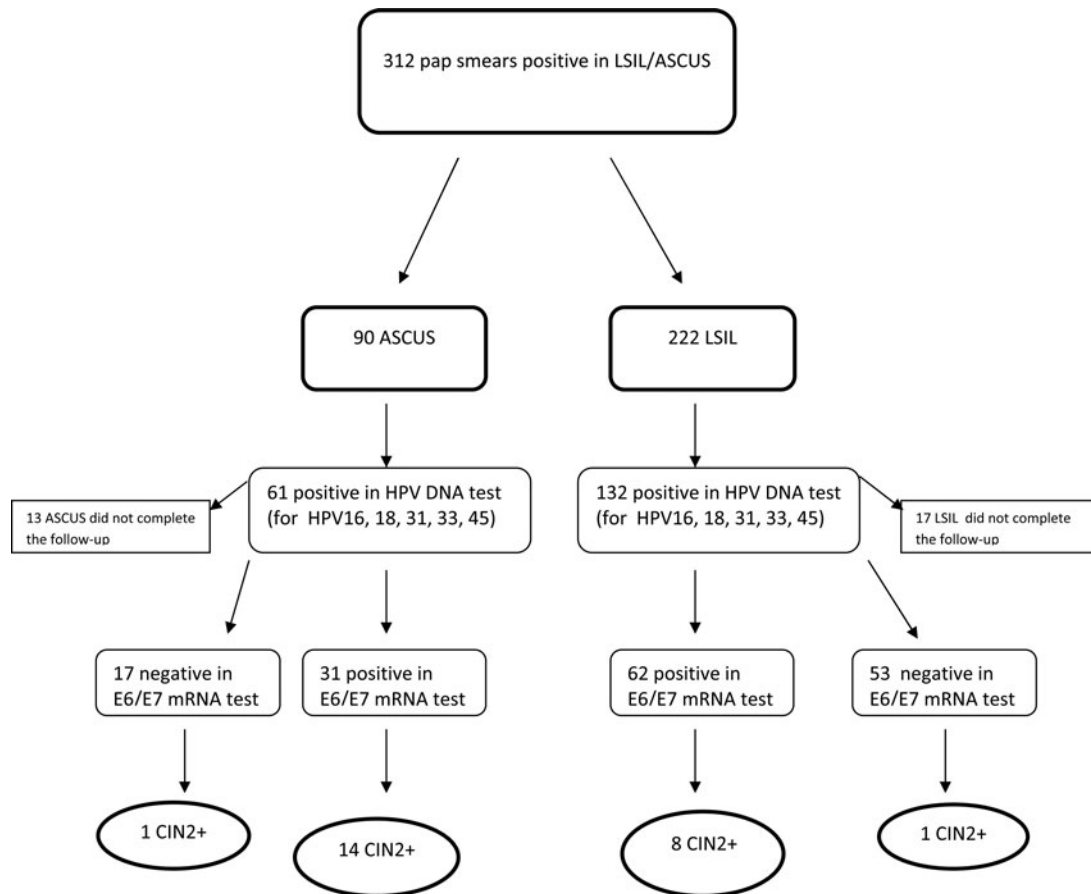 312 pap smears positive in LSIL/ASCUS
90 ASCUS
222 LSIL
61 positive in HPV DNA test
(for HPV16, 18, 31, 33, 45)
132 positive in HPV DNA test
(for HPV16, 18, 31, 33, 45)
13 ASCUS did not complete
the follow-up
17 LSIL did not complete
the follow-up
17 negative in
E6/E7 mRNA test
31 positive in
E6/E7 mRNA test
62 positive in
E6/E7 mRNA test
53 negative in
E6/E7 mRNA test
1 CIN2+
14 CIN2+
8 CIN2+
1 CIN2+